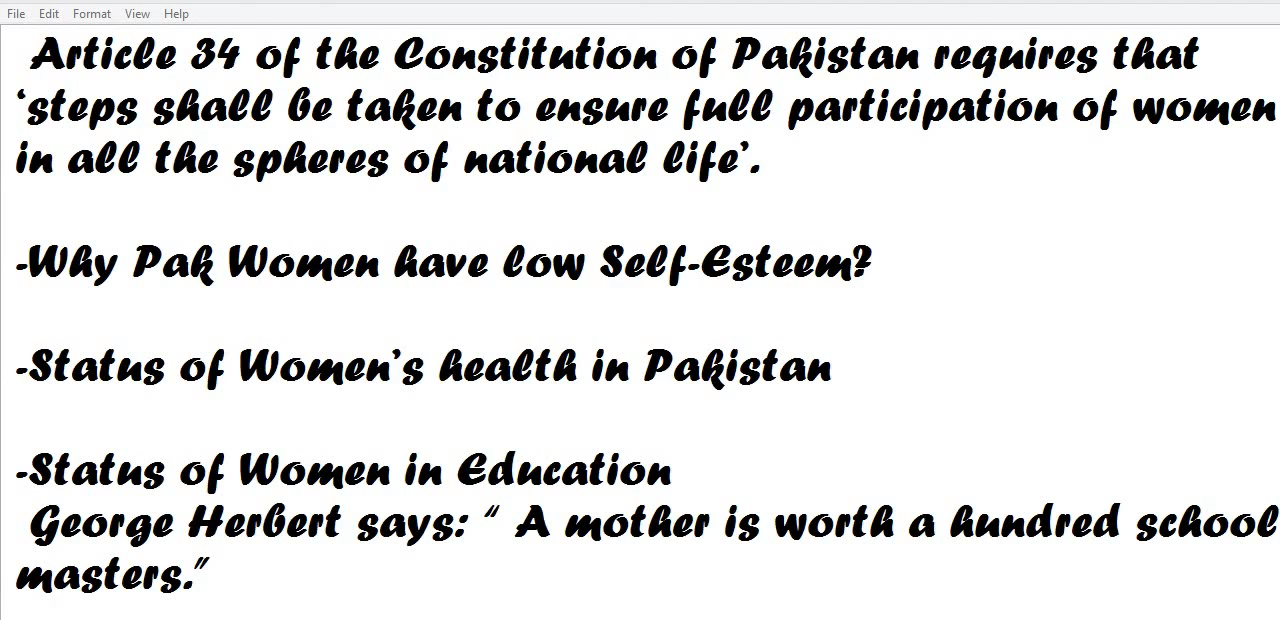 File Edit Format View Help
Article 34 of the Constitution of Pakistan requires that
‘steps shall be taken to ensure full participation of women
in all the spheres of national life’.
-Why Pak Women have low Self-Esteem?
-Status of Women’s health in Pakistan
-Status of Women in Education
George Herbert says: “ A mother is worth a hundred school
masters.”